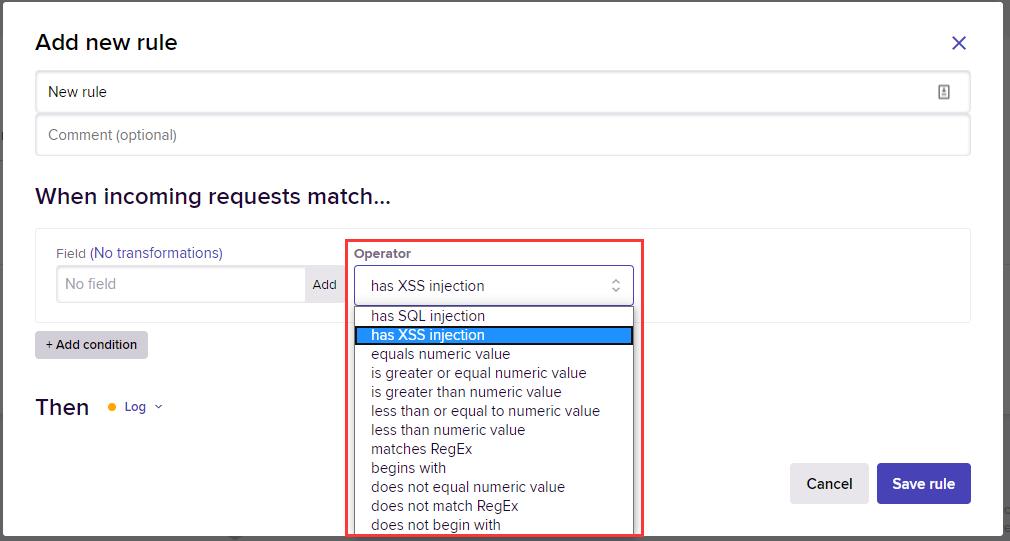 Add new rule
New rule
Comment (optional)
When incoming requests match...
Field (No transformations)
No field
Add
Operator
has XSS injection
has SQL injection
has XSS injection
equals numeric value
is greater or equal numeric value
is greater than numeric value
less than or equal to numeric value
less than numeric value
matches RegEx
begins with
does not equal numeric value
does not match RegEx
does not begin with
+ Add condition
Then
Log
Cancel
Save rule